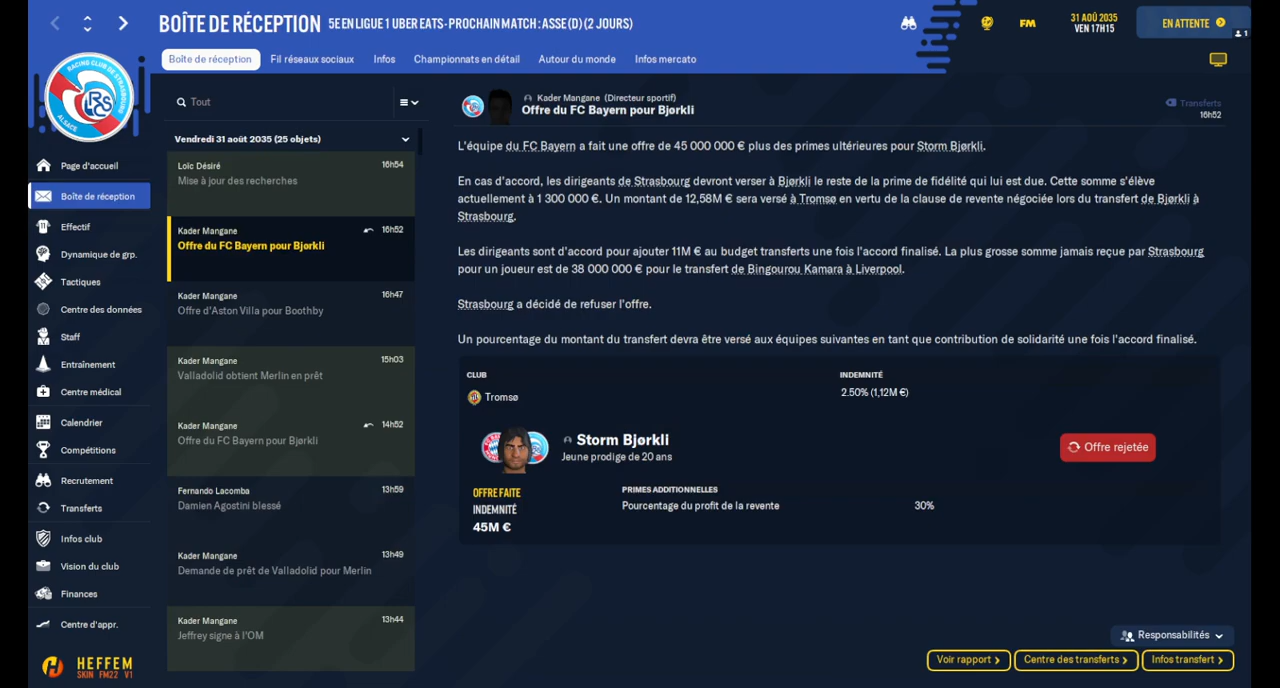 BOÎTE DE RÉCEPTION 5E EN LIGUE 1 UBER EATS - PROCHAIN MATCH : ASSE (D) (2 JOURS)
FM
31 AOÛ 2035
VEN 17H15
EN ATTENTE
1
Boîte de réception
Fil réseaux sociaux
Infos
Championnats en détail
Autour du monde
Infos mercato
RACING CLUB DE STRASBOURG
RCS
ALSACE
Page d'accueil
Boîte de réception
Effectif
Dynamique de grp.
Tactiques
Centre des données
Staff
Entraînement
Centre médical
Calendrier
Compétitions
Recrutement
Transferts
Infos club
Vision du club
Finances
Centre d'appr.
HEFFEM
SKIN FM22 V1
Tout
Vendredi 31 août 2035 (25 objets)
Loïc Désiré 16h54
Mise à jour des recherches
Kader Mangane 16h52
Offre du FC Bayern pour Bjørkli
Kader Mangane 16h47
Offre d'Aston Villa pour Boothby
Kader Mangane 15h03
Valladolid obtient Merlin en prêt
Kader Mangane 14h52
Offre du FC Bayern pour Bjørkli
Fernando Lacomba 13h59
Damien Agostini blessé
Kader Mangane 13h49
Demande de prêt de Valladolid pour Merlin
Kader Mangane 13h44
Jeffrey signe à l'OM
Kader Mangane (Directeur sportif)
Offre du FC Bayern pour Bjørkli
Transferts
16h52
L'équipe du FC Bayern a fait une offre de 45 000 000 € plus des primes ultérieures pour Storm Bjørkli.
En cas d'accord, les dirigeants de Strasbourg devront verser à Bjørkli le reste de la prime de fidélité qui lui est due. Cette somme s'élève
actuellement à 1 300 000 €. Un montant de 12,58M € sera versé à Tromsø en vertu de la clause de revente négociée lors du transfert de Bjørkli à
Strasbourg.
Les dirigeants sont d'accord pour ajouter 11M € au budget transferts une fois l'accord finalisé. La plus grosse somme jamais reçue par Strasbourg
pour un joueur est de 38 000 000 € pour le transfert de Bingourou Kamara à Liverpool.
Strasbourg a décidé de refuser l'offre.
Un pourcentage du montant du transfert devra être versé aux équipes suivantes en tant que contribution de solidarité une fois l'accord finalisé.
CLUB INDEMNITÉ
Tromsø 2.50% (1,12M €)
Storm Bjørkli
Jeune prodige de 20 ans
Offre rejetée
OFFRE FAITE
INDEMNITÉ
45M €
PRIMES ADDITIONNELLES
Pourcentage du profit de la revente 30%
Responsabilités
Voir rapport
Centre des transferts
Infos transfert